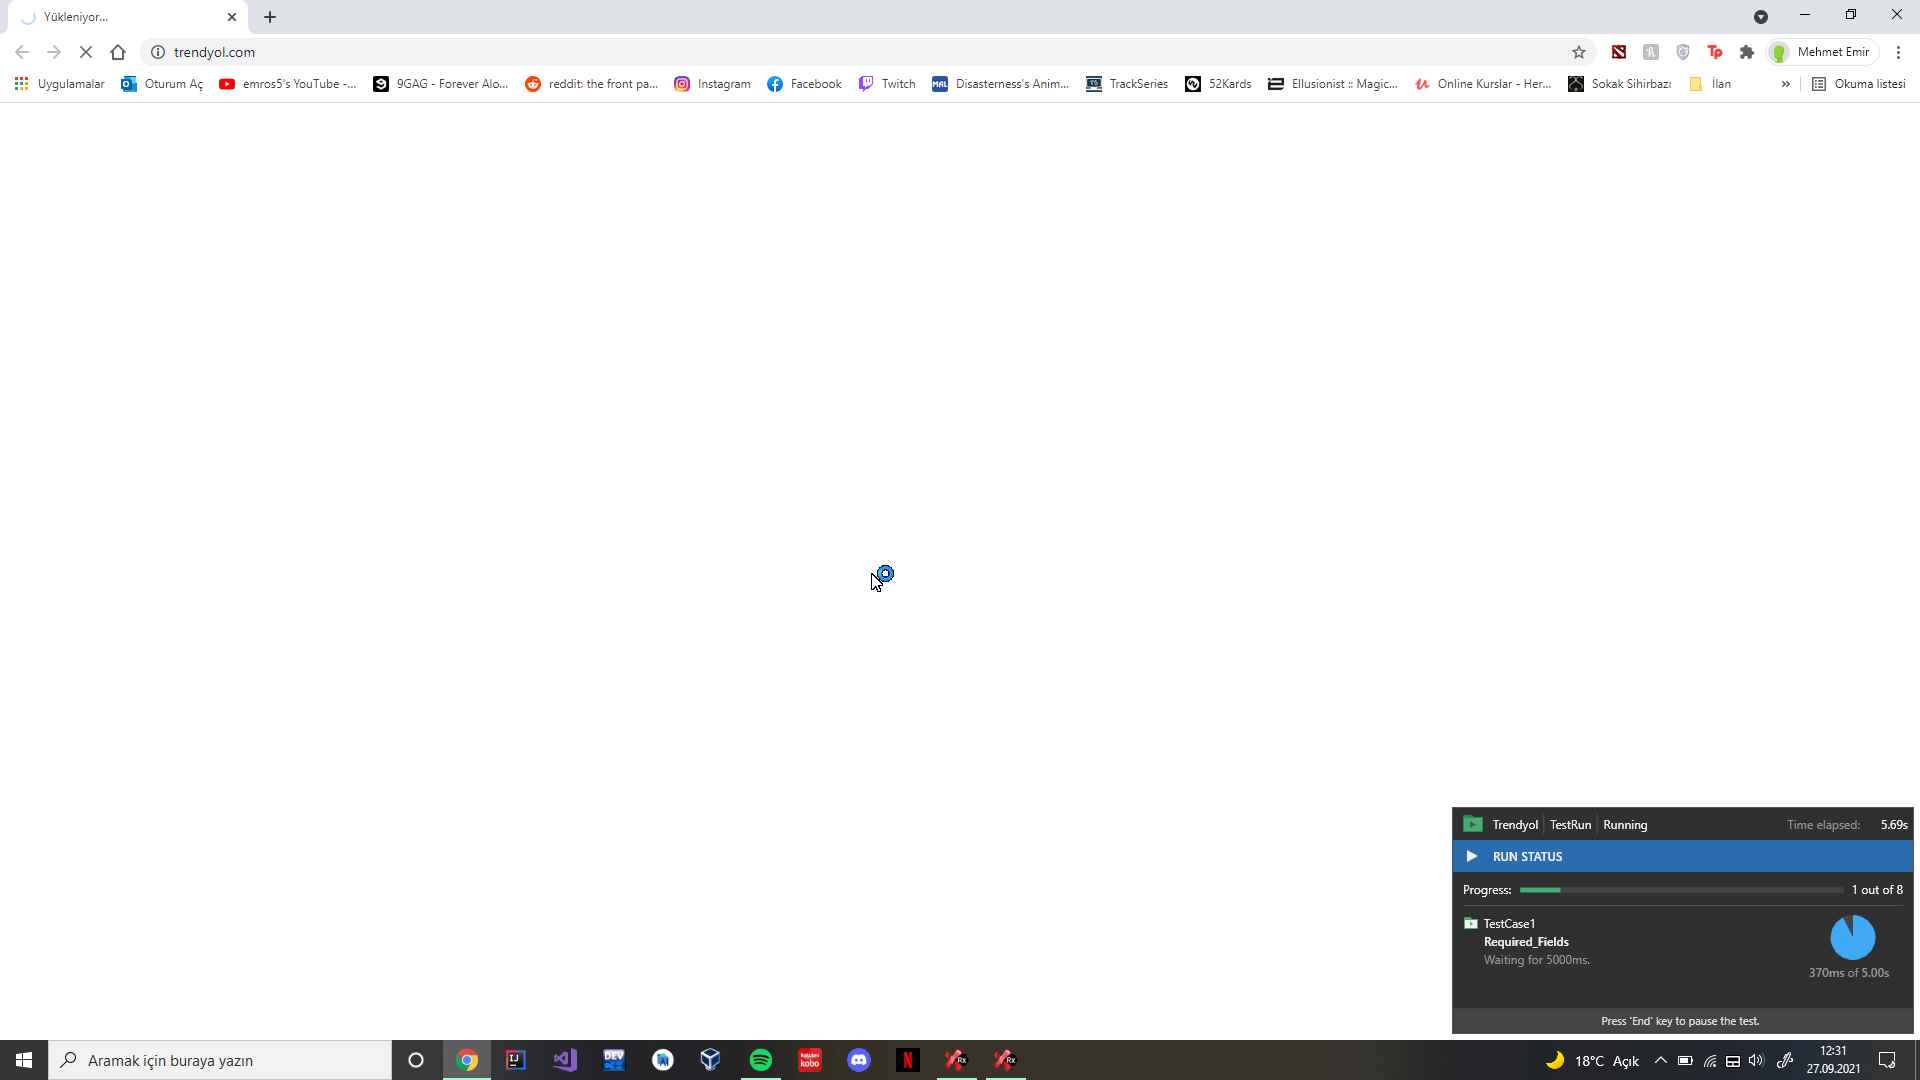 Yükleniyor...
trendyol.com
Mehmet Emir
Uygulamalar
Oturum Aç
emros5's YouTube -...
9GAG - Forever Alo...
reddit: the front pa...
Instagram
Facebook
Twitch
Disasterness's Anim...
TrackSeries
52Kards
Ellusionist :: Magic...
Online Kurslar - Her...
Sokak Sihirbazı
İlan
»
Okuma listesi
Trendyol TestRun Running Time elapsed: 5.69s
RUN STATUS
Progress: 1 out of 8
TestCase1
Required_Fields
Waiting for 5000ms.
370ms of 5.00s
Press 'End' key to pause the test.
Aramak için buraya yazın
18°C Açık
12:31
27.09.2021